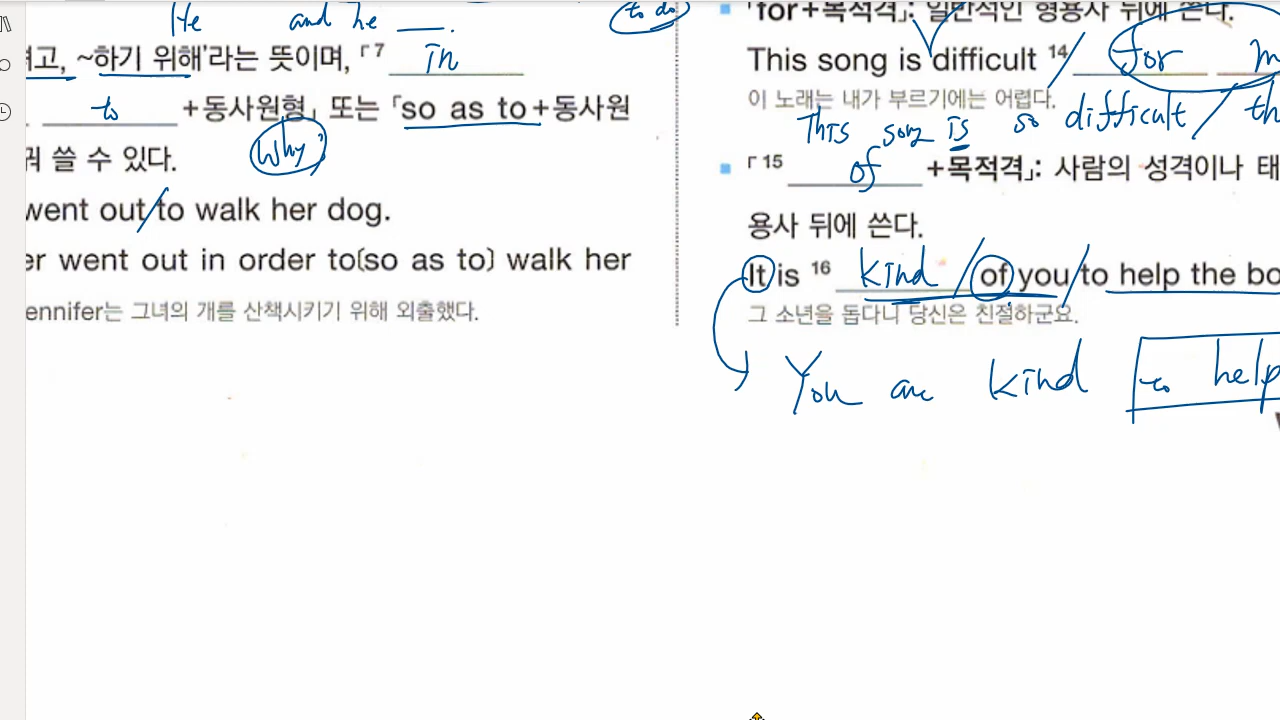 He and he ___.
to do
려고, ~하기 위해'라는 뜻이며, 「7 in
to +동사원형」 또는 「so as to+동사원
꿔 쓸 수 있다.
Why?
went out / to walk her dog.
er went out in order to(so as to) walk her
ennifer는 그녀의 개를 산책시키기 위해 외출했다.
「for+목적격」: 일반적인 형용사 뒤에 쓴다.
This song is difficult 14 / for m
이 노래는 내가 부르기에는 어렵다.
This song is so difficult / th
「15 of +목적격」: 사람의 성격이나 태
용사 뒤에 쓴다.
It is 16 kind / of you / to help the bo
그 소년을 돕다니 당신은 친절하군요.
You are kind to help